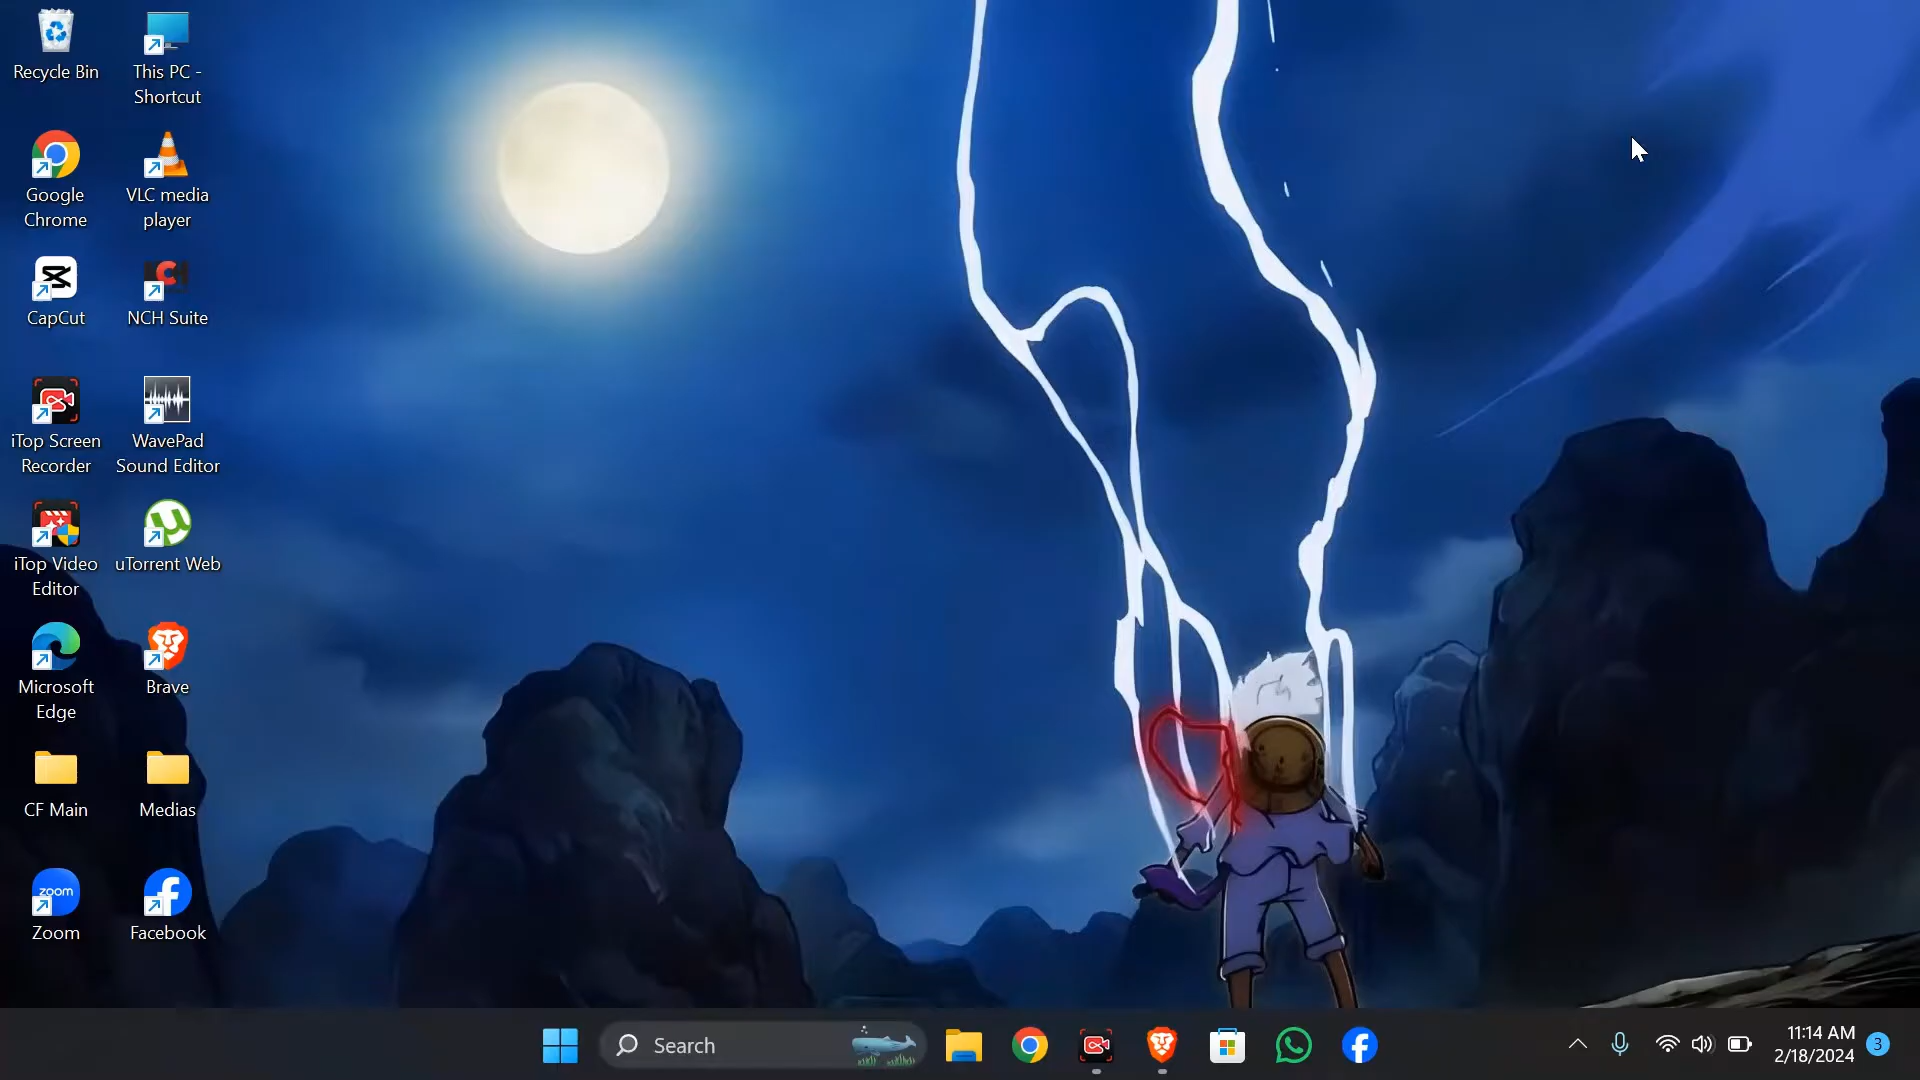 Recycle Bin
This PC -
Shortcut
Google
Chrome
VLC media
player
CapCut
NCH Suite
iTop Screen
Recorder
WavePad
Sound Editor
iTop Video
Editor
uTorrent Web
Microsoft
Edge
Brave
CF Main
Medias
zoom
Zoom
Facebook
Search
11:14 AM
2/18/2024
3